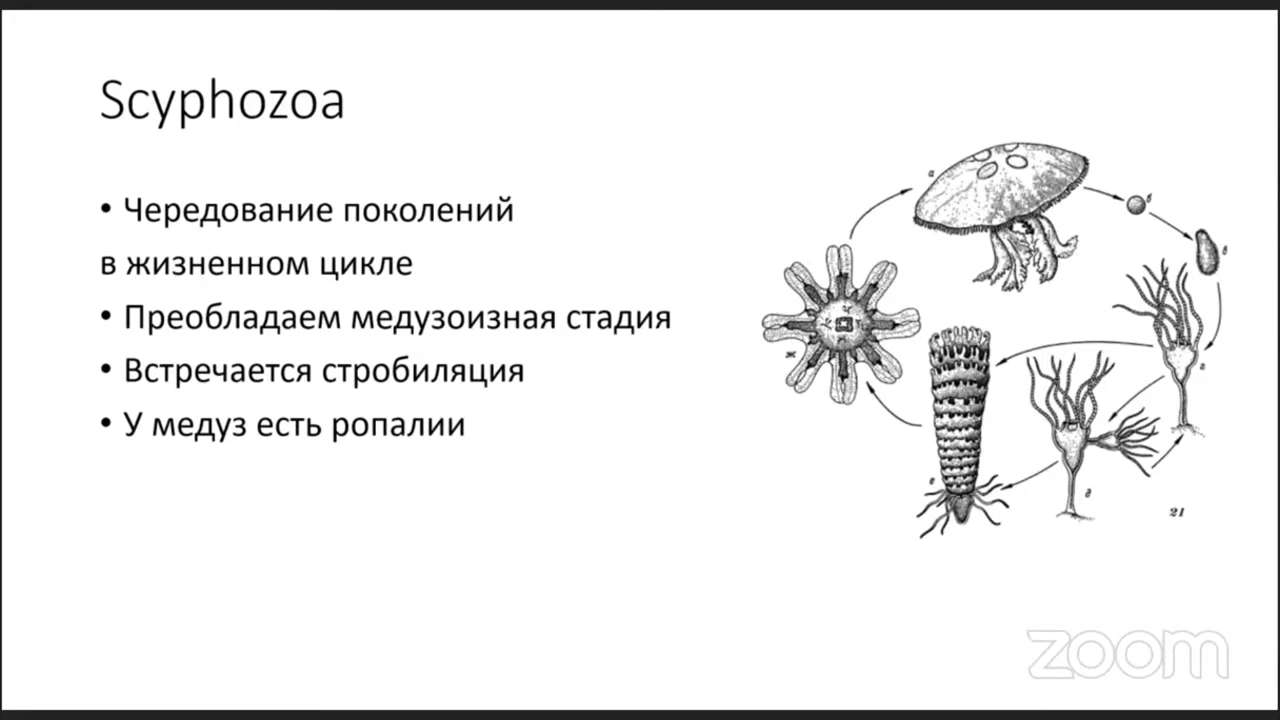 Scyphozoa
• Чередование поколений
в жизненном цикле
• Преобладаем медузоизная стадия
• Встречается стробиляция
• У медуз есть ропалии
а
в
г
ж
е
д
21
zoom